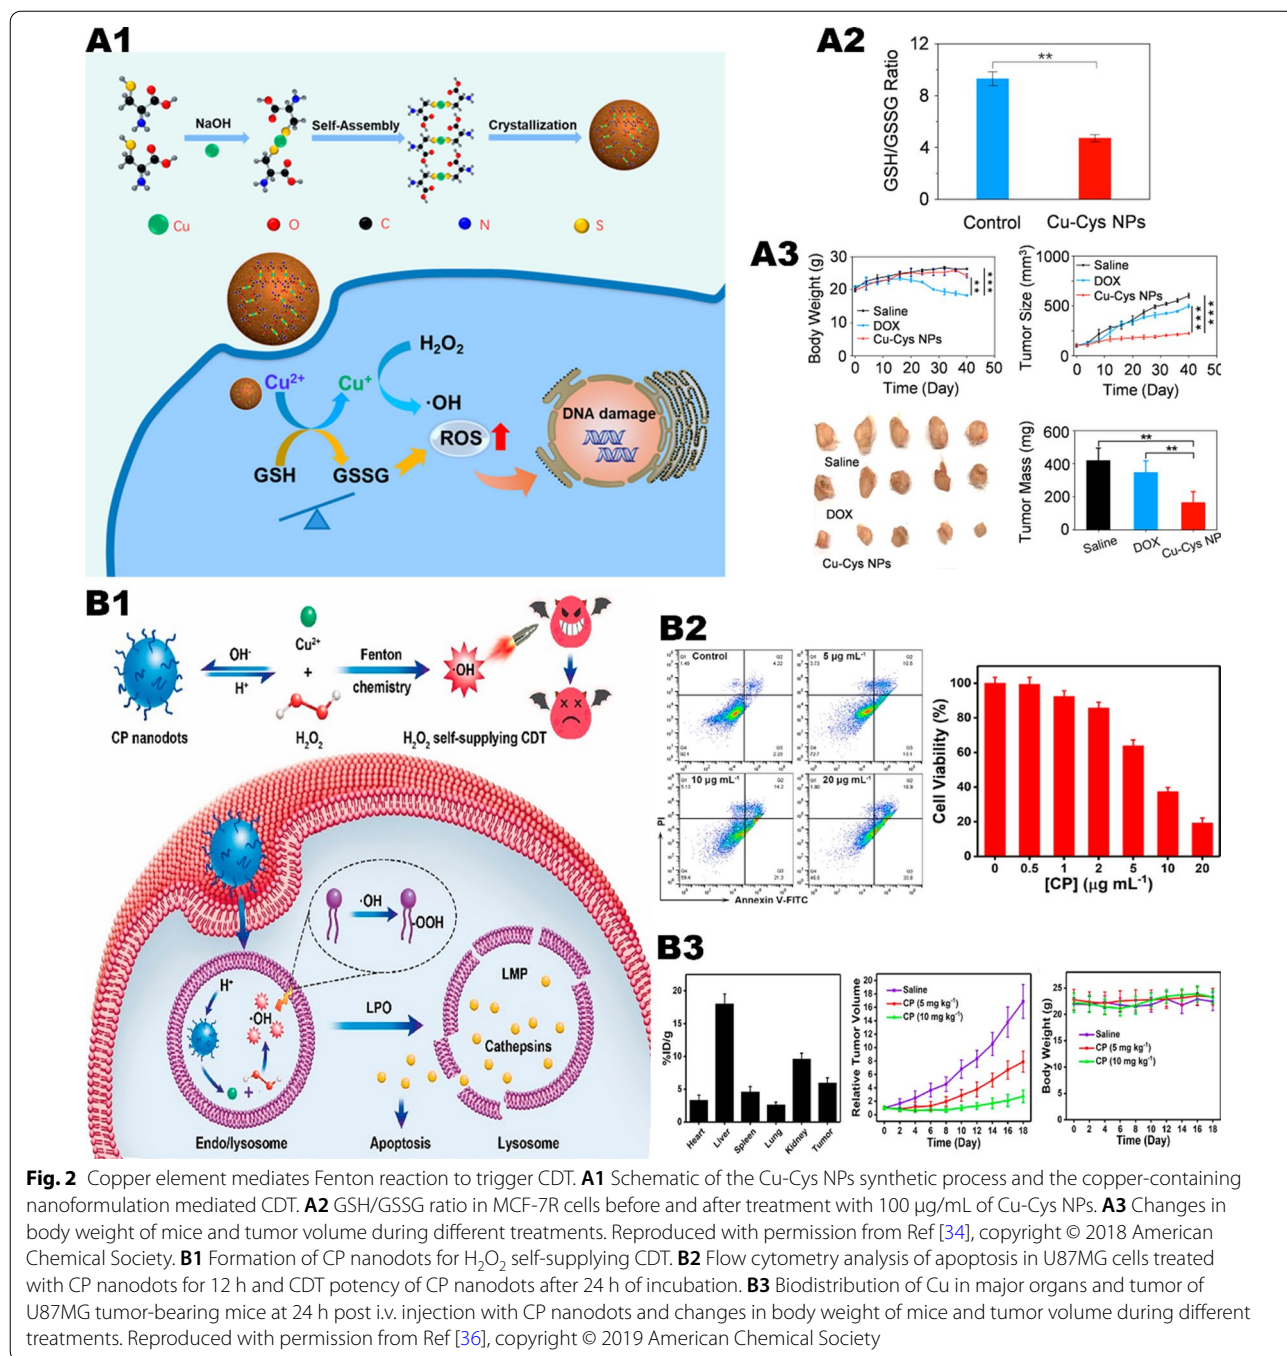 A1
NaOH
Self-Assembly
Crystallization
Cu
O
C
N
S
H₂O₂
Cu²⁺
Cu⁺
·OH
ROS
DNA damage
GSH
GSSG
A2
GSH/GSSG Ratio
12
8
4
0
**
Control
Cu-Cys NPs
A3
Body Weight (g)
30
20
10
0
Saline
DOX
Cu-Cys NPs
**
***
0 10 20 30 40 50
Time (Day)
Tumor Size (mm³)
1000
500
0
Saline
DOX
Cu-Cys NPs
***
***
0 10 20 30 40 50
Time (Day)
Saline
DOX
Cu-Cys NPs
Tumor Mass (mg)
600
400
200
0
**
**
Saline
DOX
Cu-Cys NP
B1
CP nanodots
OH⁻
H⁺
Cu²⁺
+
H₂O₂
Fenton
chemistry
·OH
H₂O₂ self-supplying CDT
·OH
-OOH
H⁺
·OH
+
Endo/lysosome
LPO
Apoptosis
LMP
Cathepsins
Lysosome
B2
Control
5 µg mL⁻¹
10 µg mL⁻¹
20 µg mL⁻¹
PI
Annexin V-FITC
Cell Viability (%)
100
80
60
40
20
0
0 0.5 1 2 5 10 20
[CP] (µg mL⁻¹)
B3
%ID/g
20
15
10
5
0
Heart
Liver
Spleen
Lung
Kidney
Tumor
Relative Tumor Volume
20
18
16
14
12
10
8
6
4
2
0
Saline
CP (5 mg kg⁻¹)
CP (10 mg kg⁻¹)
0 2 4 6 8 10 12 14 16 18
Time (Day)
Body Weight (g)
25
20
15
10
5
0
Saline
CP (5 mg kg⁻¹)
CP (10 mg kg⁻¹)
0 2 4 6 8 10 12 14 16 18
Time (Day)
Fig. 2 Copper element mediates Fenton reaction to trigger CDT. A1 Schematic of the Cu-Cys NPs synthetic process and the copper-containing
nanoformulation mediated CDT. A2 GSH/GSSG ratio in MCF-7R cells before and after treatment with 100 µg/mL of Cu-Cys NPs. A3 Changes in
body weight of mice and tumor volume during different treatments. Reproduced with permission from Ref [34], copyright © 2018 American
Chemical Society. B1 Formation of CP nanodots for H₂O₂ self-supplying CDT. B2 Flow cytometry analysis of apoptosis in U87MG cells treated
with CP nanodots for 12 h and CDT potency of CP nanodots after 24 h of incubation. B3 Biodistribution of Cu in major organs and tumor of
U87MG tumor-bearing mice at 24 h post i.v. injection with CP nanodots and changes in body weight of mice and tumor volume during different
treatments. Reproduced with permission from Ref [36], copyright © 2019 American Chemical Society